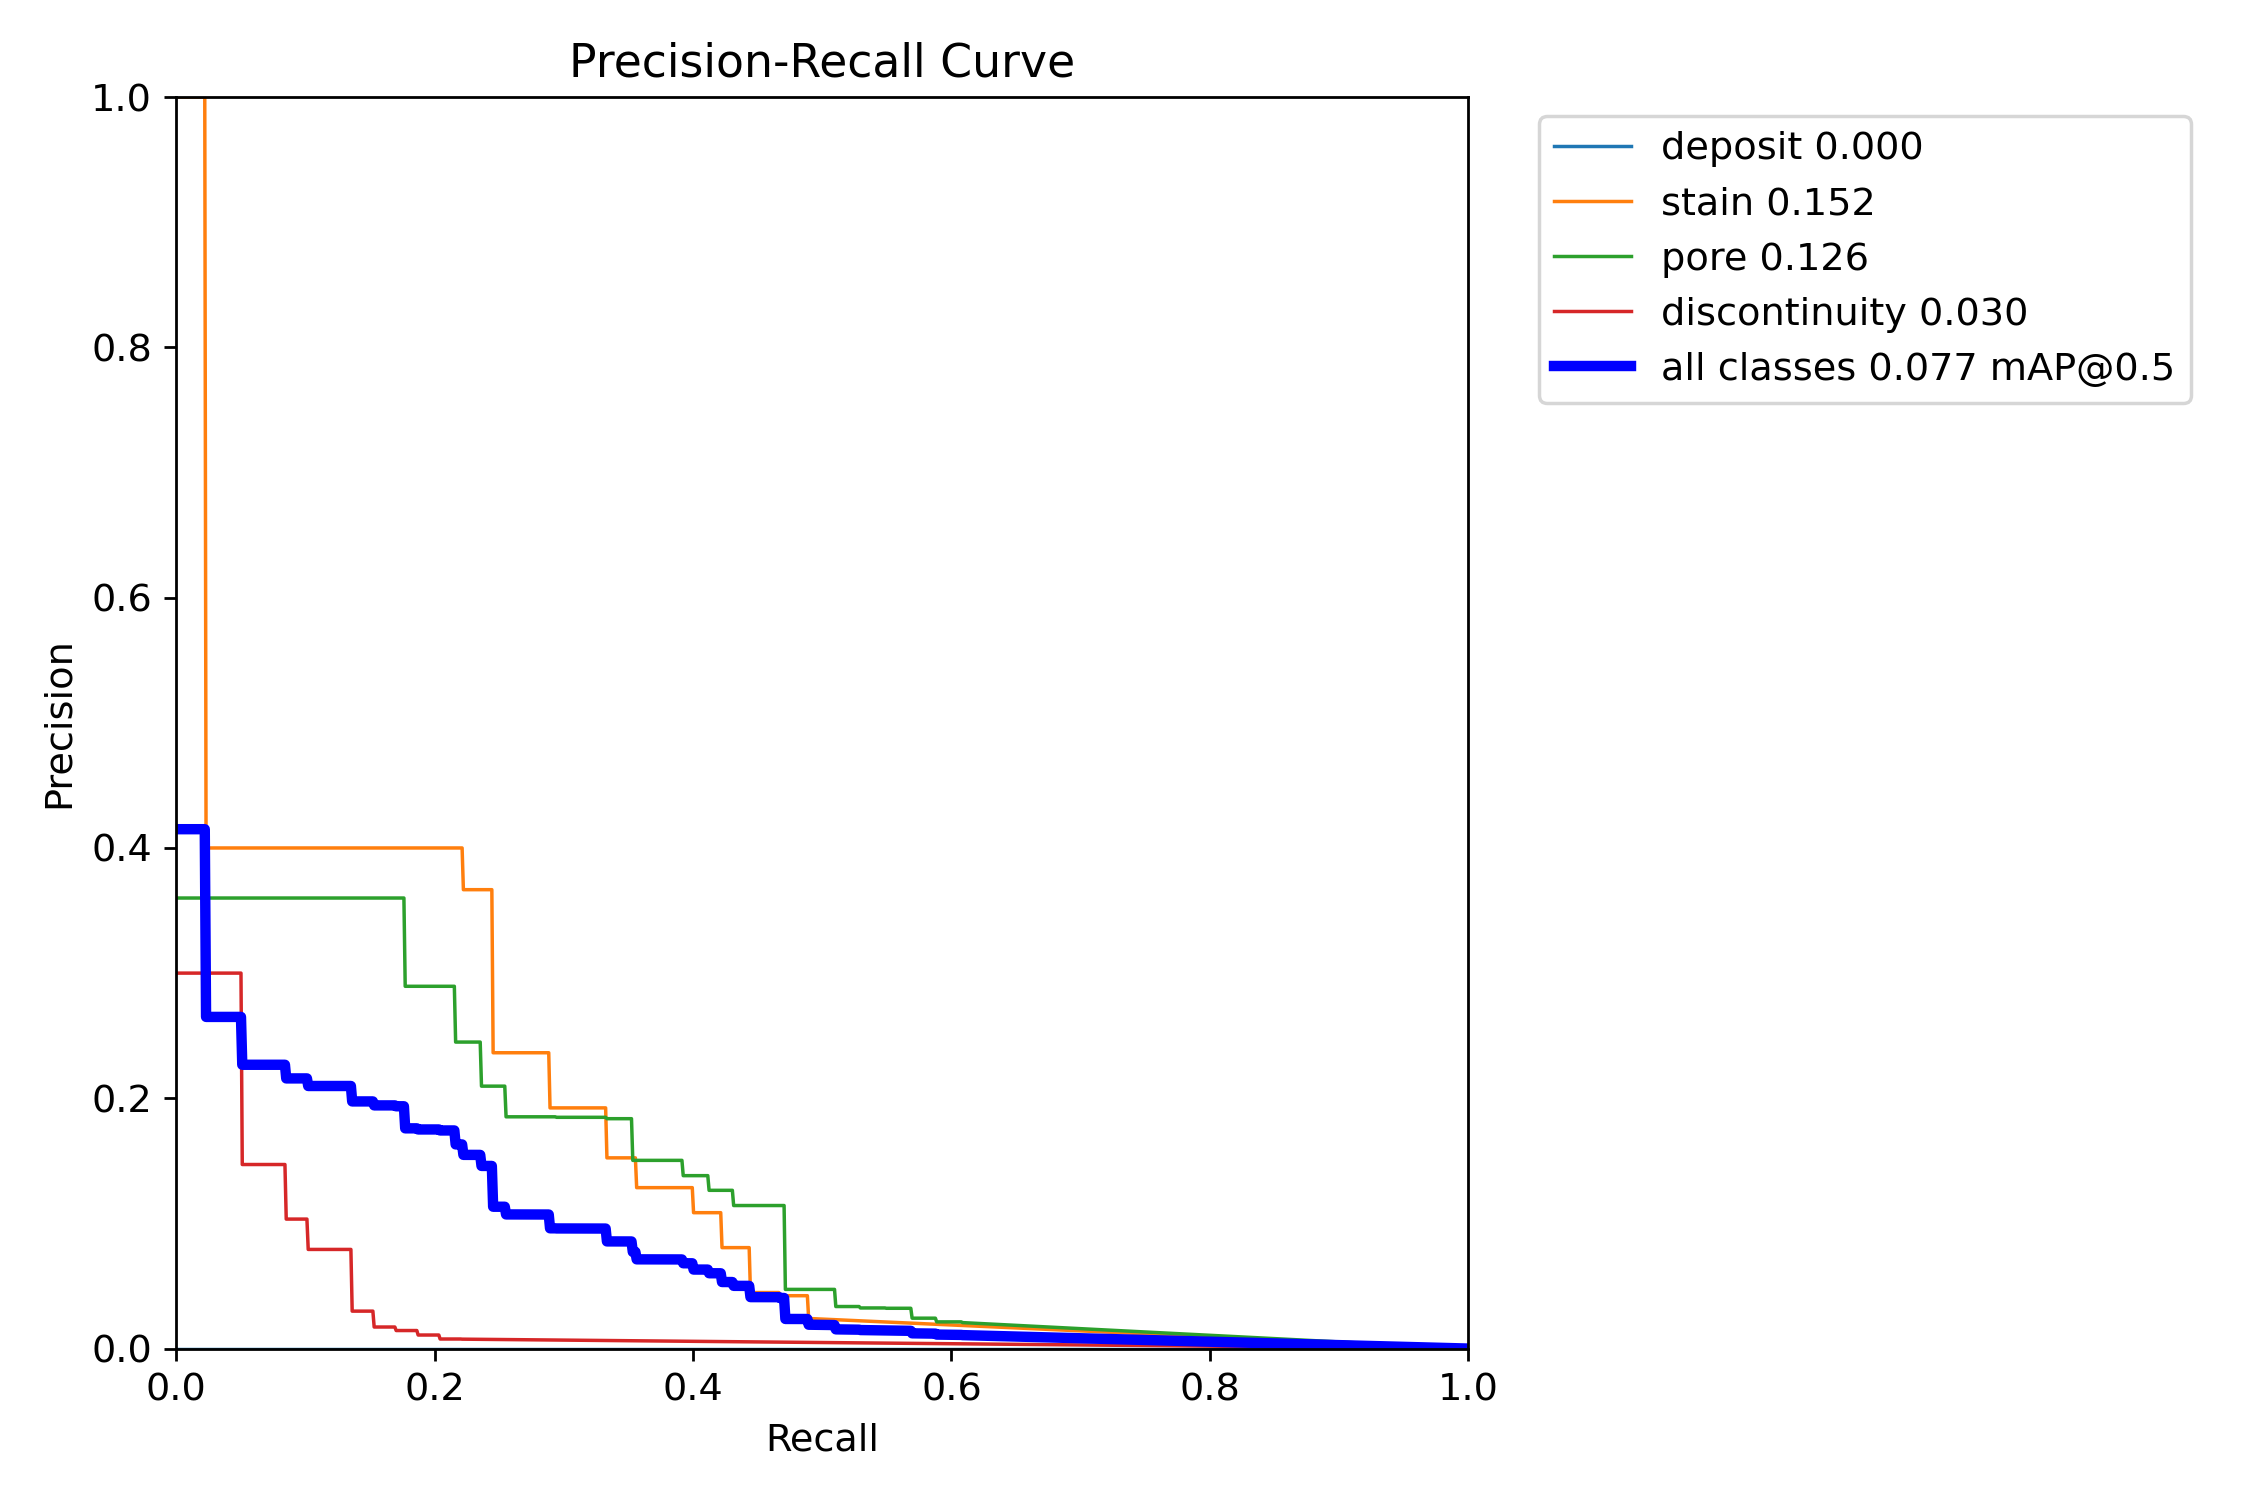 Precision-Recall Curve
1.0
0.8
0.6
0.4
0.2
0.0
Precision
0.0 0.2 0.4 0.6 0.8 1.0
Recall
deposit 0.000
stain 0.152
pore 0.126
discontinuity 0.030
all classes 0.077 mAP@0.5